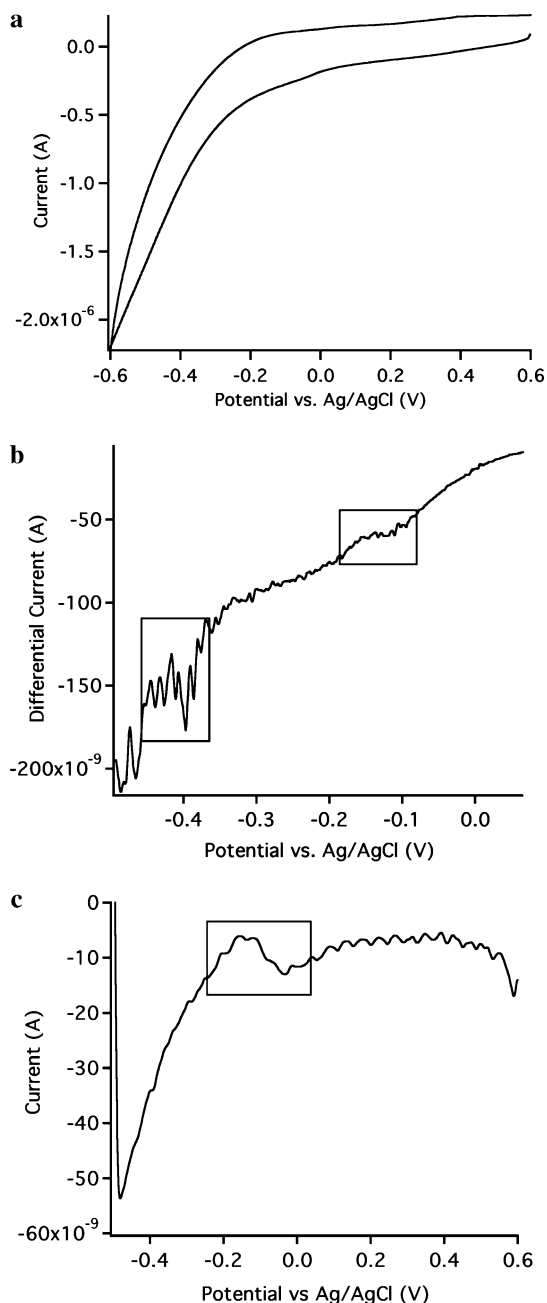 a
0.0
-0.5
-1.0
-1.5
-2.0x10-6
Current (A)
-0.6 -0.4 -0.2 0.0 0.2 0.4 0.6
Potential vs. Ag/AgCl (V)
b
-50
-100
-150
-200x10-9
Differential Current (A)
-0.4 -0.3 -0.2 -0.1 0.0
Potential vs. Ag/AgCl (V)
c
0
-10
-20
-30
-40
-50
-60x10-9
Current (A)
-0.4 -0.2 0.0 0.2 0.4 0.6
Potential vs Ag/AgCl (V)